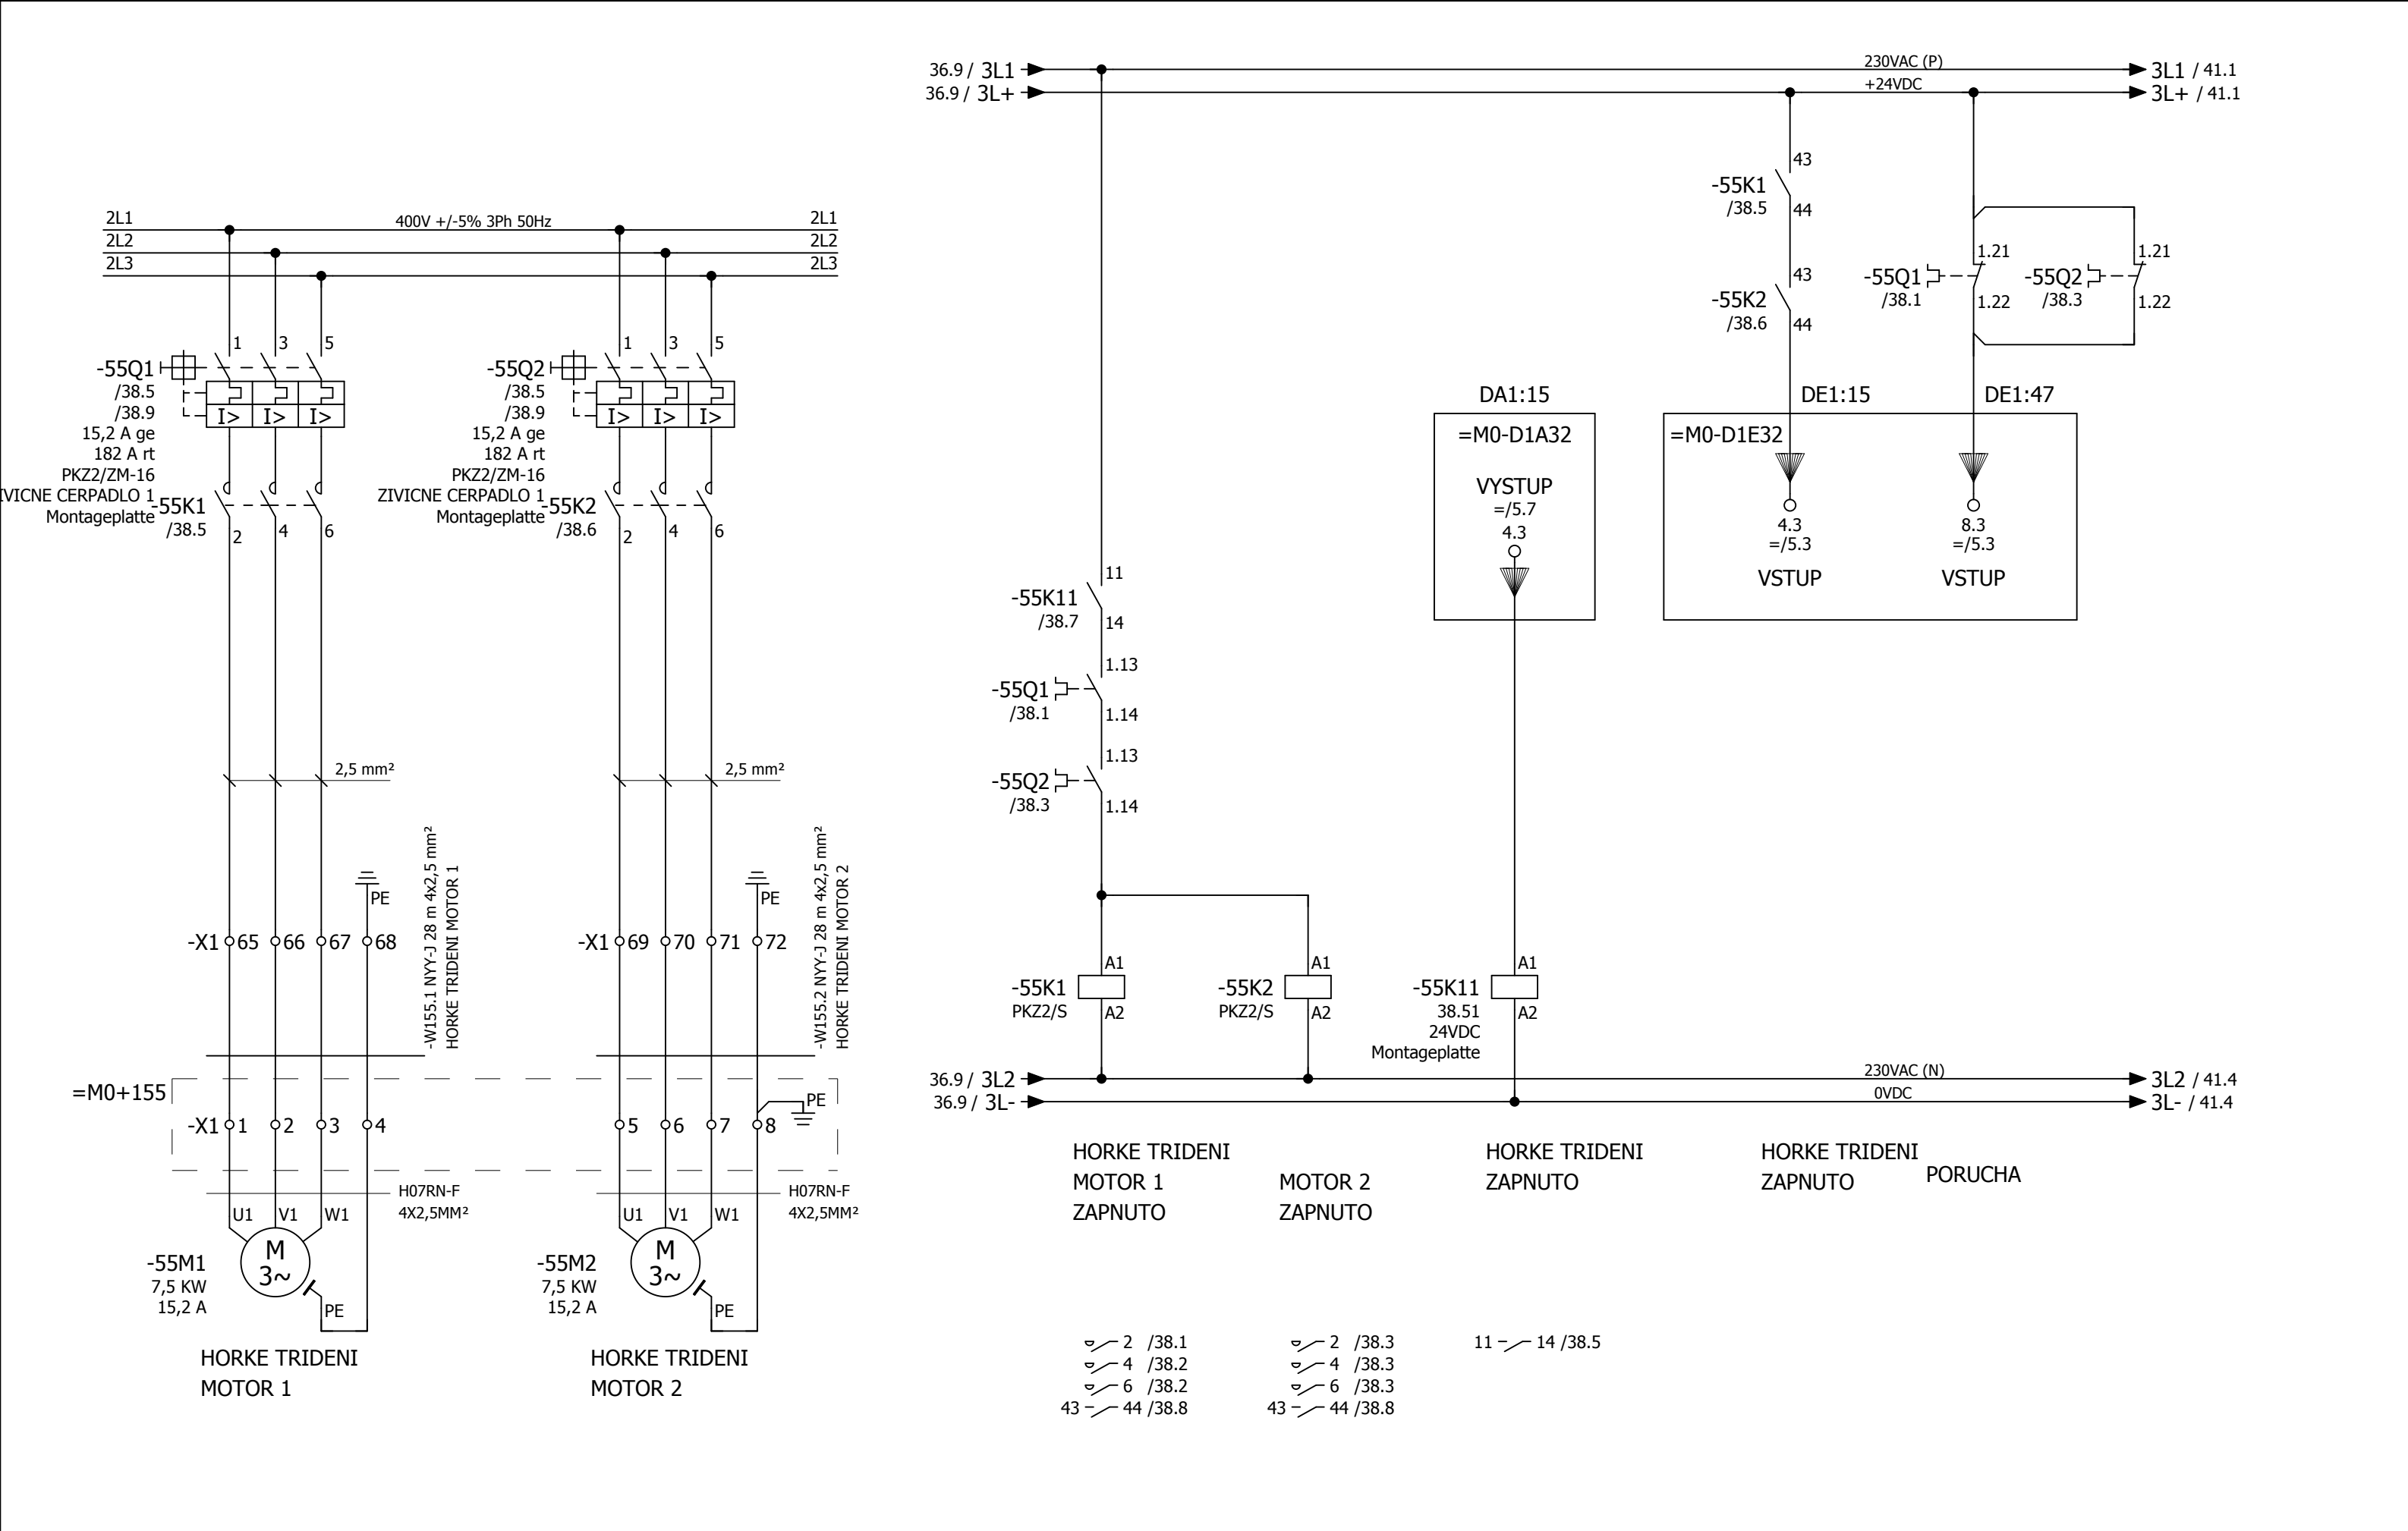 36.9 / 3L1
230VAC (P)
3L1 / 41.1
36.9 / 3L+
+24VDC
3L+ / 41.1
2L1
400V +/-5% 3Ph 50Hz
2L1
2L2
2L2
2L3
2L3
1 3 5
-55Q1
/38.5
/38.9
15,2 A ge
182 A rt
PKZ2/ZM-16
VICNE CERPADLO 1
Montageplatte
I> I> I>
-55K1
/38.5
2 4 6
1 3 5
-55Q2
/38.5
/38.9
15,2 A ge
182 A rt
PKZ2/ZM-16
ZIVICNE CERPADLO 1
Montageplatte
I> I> I>
-55K2
/38.6
2 4 6
2,5 mm²
2,5 mm²
-W155.1 NYY-J 28 m 4x2,5 mm²
HORKE TRIDENI MOTOR 1
-W155.2 NYY-J 28 m 4x2,5 mm²
HORKE TRIDENI MOTOR 2
PE
PE
-X1 65 66 67 68
-X1 69 70 71 72
=M0+155
PE
-X1 1 2 3 4
5 6 7 8
H07RN-F
4X2,5MM²
H07RN-F
4X2,5MM²
U1 V1 W1
M
3~
-55M1
7,5 KW
15,2 A
PE
HORKE TRIDENI
MOTOR 1
U1 V1 W1
M
3~
-55M2
7,5 KW
15,2 A
PE
HORKE TRIDENI
MOTOR 2
11
-55K11
/38.7
14
1.13
-55Q1
/38.1
1.14
1.13
-55Q2
/38.3
1.14
A1
-55K1
PKZ2/S
A2
A1
-55K2
PKZ2/S
A2
DA1:15
=M0-D1A32
VYSTUP
=/5.7
4.3
A1
-55K11
38.51
24VDC
Montageplatte
A2
43
-55K1
/38.5
44
43
-55K2
/38.6
44
1.21
-55Q1
/38.1
1.22
1.21
-55Q2
/38.3
1.22
DE1:15
DE1:47
=M0-D1E32
4.3
=/5.3
VSTUP
8.3
=/5.3
VSTUP
36.9 / 3L2
230VAC (N)
3L2 / 41.4
36.9 / 3L-
0VDC
3L- / 41.4
HORKE TRIDENI
MOTOR 1
ZAPNUTO
MOTOR 2
ZAPNUTO
HORKE TRIDENI
ZAPNUTO
HORKE TRIDENI
ZAPNUTO
PORUCHA
2 /38.1
4 /38.2
6 /38.2
43 44 /38.8
2 /38.3
4 /38.3
6 /38.3
43 44 /38.8
11 14 /38.5